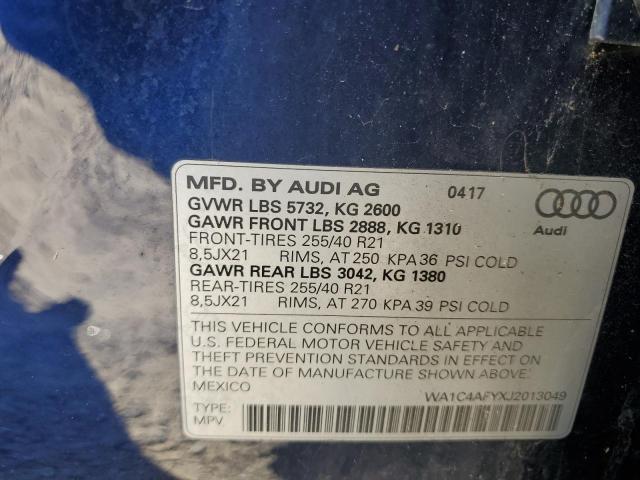 MFD. BY AUDI AG 0417
GVWR LBS 5732, KG 2600
GAWR FRONT LBS 2888, KG 1310
FRONT-TIRES 255/40 R21
8,5JX21 RIMS, AT 250 KPA 36 PSI COLD
GAWR REAR LBS 3042, KG 1380
REAR-TIRES 255/40 R21
8,5JX21 RIMS, AT 270 KPA 39 PSI COLD
Audi
THIS VEHICLE CONFORMS TO ALL APPLICABLE
U.S. FEDERAL MOTOR VEHICLE SAFETY AND
THEFT PREVENTION STANDARDS IN EFFECT ON
THE DATE OF MANUFACTURE SHOWN ABOVE.
MEXICO
WA1C4AFYXJ2013049
TYPE:
MPV